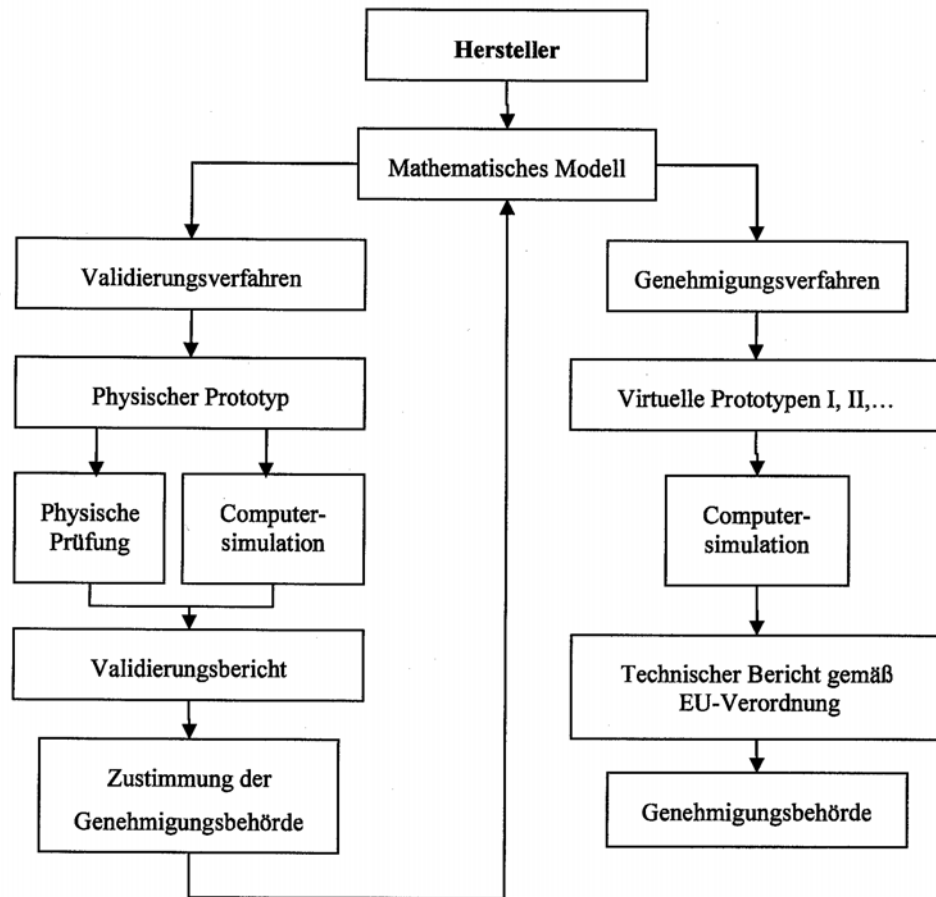 Hersteller
Mathematisches Modell
Validierungsverfahren
Physischer Prototyp
Physische
Prüfung
Computer-
simulation
Validierungsbericht
Zustimmung der
Genehmigungsbehörde
Genehmigungsverfahren
Virtuelle Prototypen I, II,…
Computer-
simulation
Technischer Bericht gemäß
EU-Verordnung
Genehmigungsbehörde